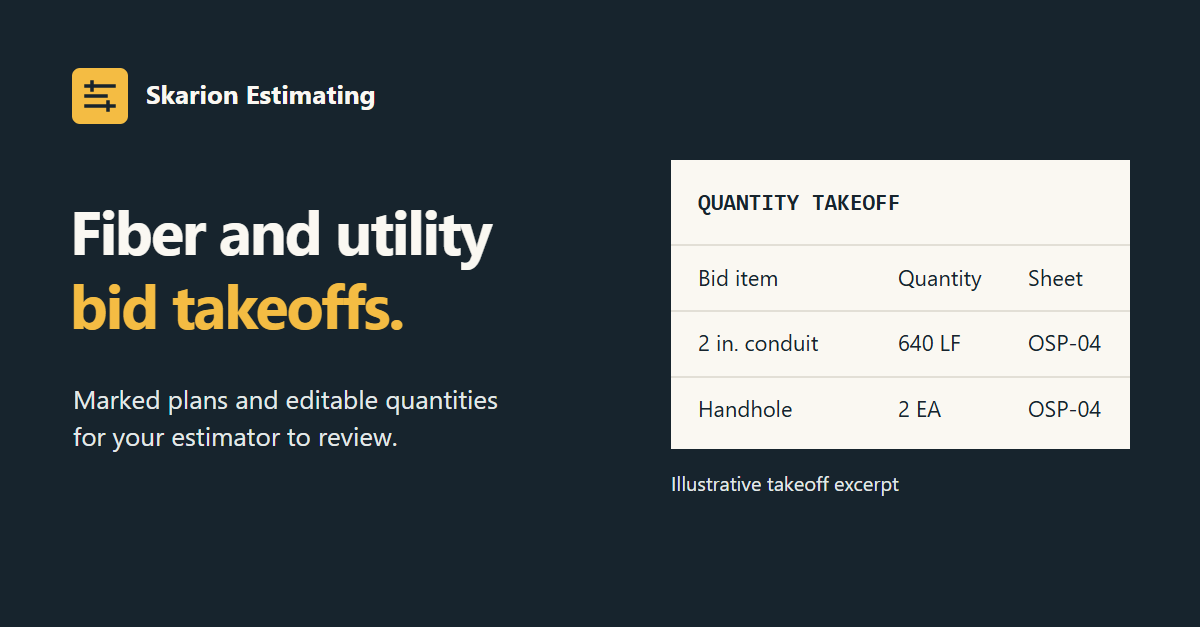 Skarion Estimating
Fiber and utility
bid takeoffs.
Marked plans and editable quantities
for your estimator to review.
QUANTITY TAKEOFF
Bid item Quantity Sheet
2 in. conduit 640 LF OSP-04
Handhole 2 EA OSP-04
Illustrative takeoff excerpt